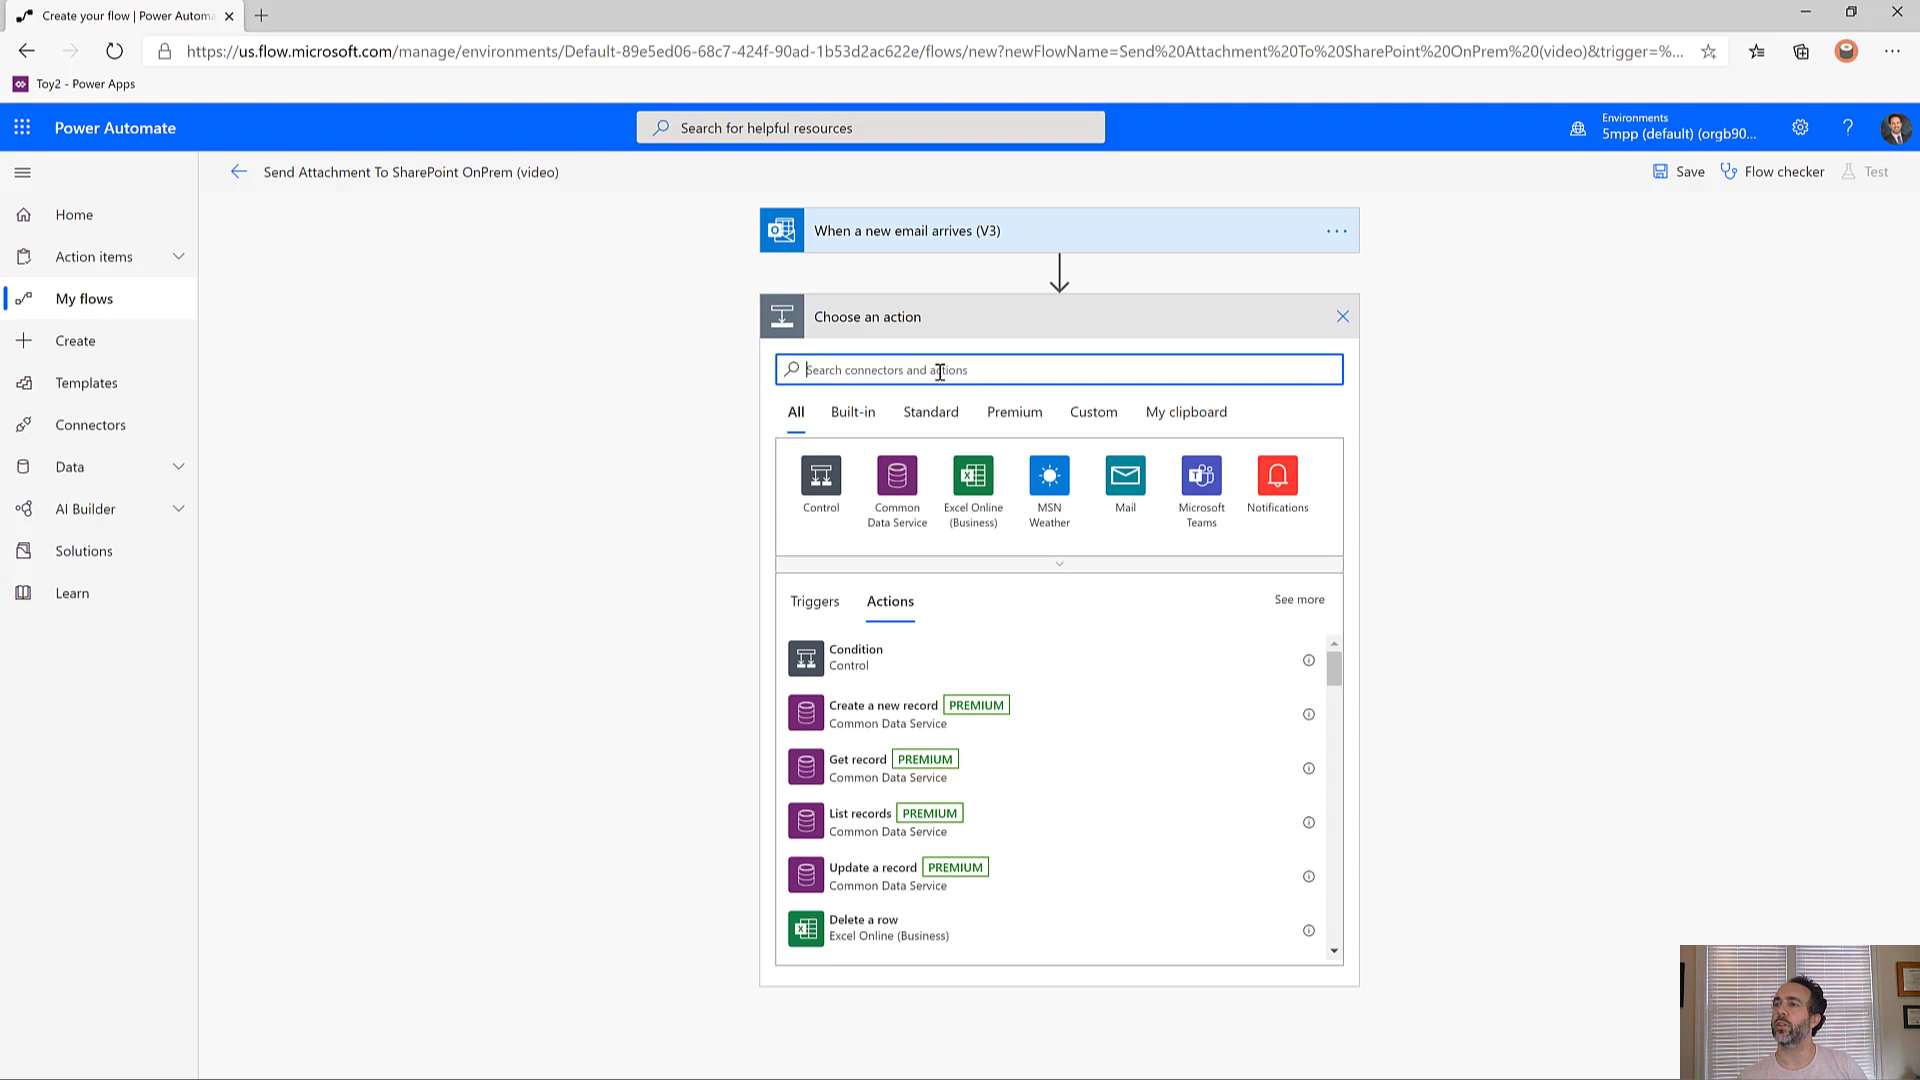 Create your flow | Power Automa
https://us.flow.microsoft.com/manage/environments/Default-89e5ed06-68c7-424f-90ad-1b53d2ac622e/flows/new?newFlowName=Send%20Attachment%20To%20SharePoint%20OnPrem%20(video)&trigger=%...
Toy2 - Power Apps
Power Automate
Search for helpful resources
Environments
5mpp (default) (orgb90...
Send Attachment To SharePoint OnPrem (video)
Save
Flow checker
Test
Home
Action items
My flows
Create
Templates
Connectors
Data
AI Builder
Solutions
Learn
When a new email arrives (V3)
Choose an action
Search connectors and actions
All
Built-in
Standard
Premium
Custom
My clipboard
Control
Common Data Service
Excel Online (Business)
MSN Weather
Mail
Microsoft Teams
Notifications
Triggers
Actions
See more
Condition
Control
Create a new record PREMIUM
Common Data Service
Get record PREMIUM
Common Data Service
List records PREMIUM
Common Data Service
Update a record PREMIUM
Common Data Service
Delete a row
Excel Online (Business)